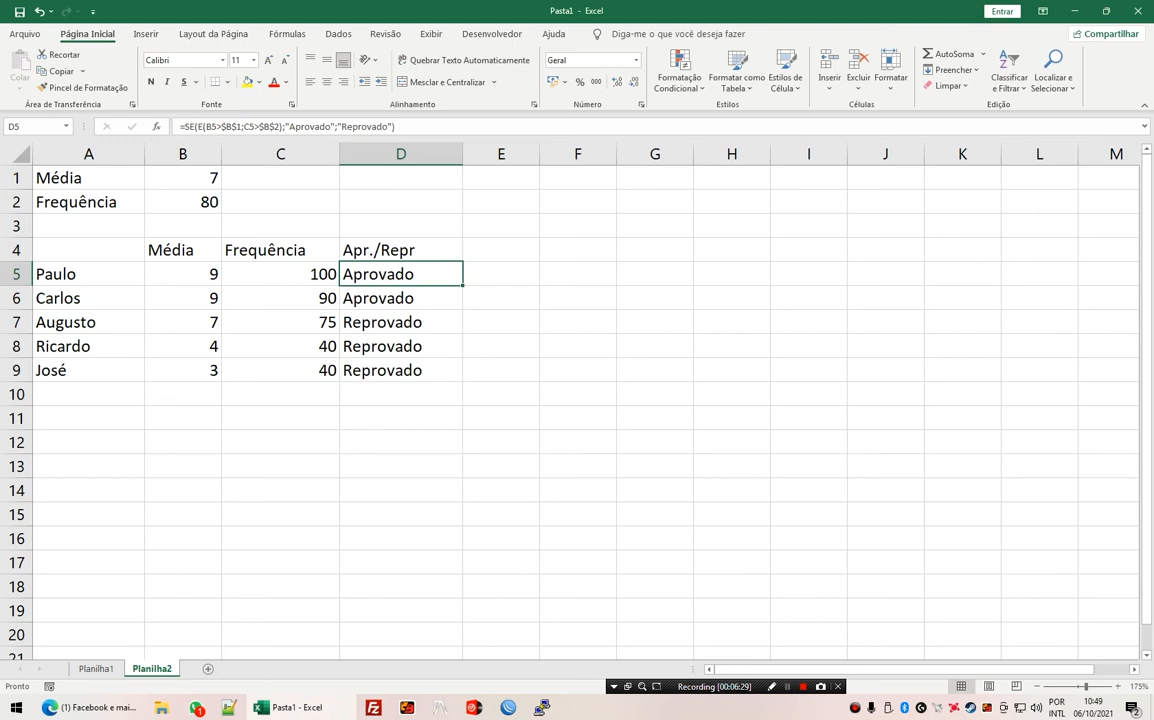 Pasta1 - Excel
Entrar
Arquivo
Página Inicial
Inserir
Layout da Página
Fórmulas
Dados
Revisão
Exibir
Desenvolvedor
Ajuda
Diga-me o que você deseja fazer
Compartilhar
Colar
Recortar
Copiar
Pincel de Formatação
Área de Transferência
Calibri
11
N I S
Fonte
Quebrar Texto Automaticamente
Mesclar e Centralizar
Alinhamento
Geral
% 000
Número
Formatação Condicional
Formatar como Tabela
Estilos de Célula
Estilos
Inserir
Excluir
Formatar
Células
AutoSoma
Preencher
Limpar
Classificar e Filtrar
Localizar e Selecionar
Edição
D5
fx
=SE(E(B5>$B$1;C5>$B$2);"Aprovado";"Reprovado")
A B C D E F G H I J K L M
1 Média 7
2 Frequência 80
3
4 Média Frequência Apr./Repr
5 Paulo 9 100 Aprovado
6 Carlos 9 90 Aprovado
7 Augusto 7 75 Reprovado
8 Ricardo 4 40 Reprovado
9 José 3 40 Reprovado
10
11
12
13
14
15
16
17
18
19
20
21
Planilha1
Planilha2
Pronto
Recording [00:06:29]
175%
(1) Facebook e mai...
1
Pasta1 - Excel
POR
INTL
10:49
06/10/2021
2